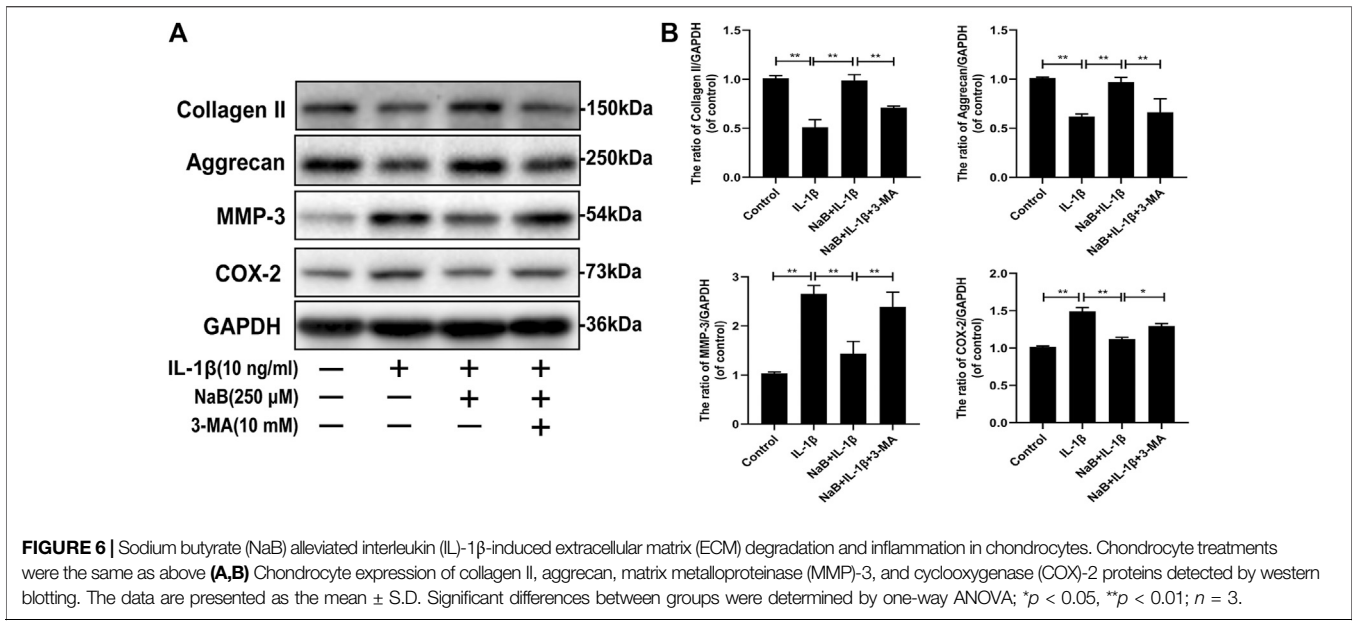 A
Collagen II
-150kDa
Aggrecan
-250kDa
MMP-3
-54kDa
COX-2
-73kDa
GAPDH
-36kDa
IL-1β(10 ng/ml) — + + +
NaB(250 μM) — — + +
3-MA(10 mM) — — — +
B
The ratio of Collagen II/GAPDH
(of control)
1.5
1.0
0.5
0.0
** ** **
Control
IL-1β
NaB+IL-1β
NaB+IL-1β+3-MA
The ratio of Aggrecan/GAPDH
(of control)
1.5
1.0
0.5
0.0
** ** **
Control
IL-1β
NaB+IL-1β
NaB+IL-1β+3-MA
The ratio of MMP-3/GAPDH
(of control)
3
2
1
0
** ** **
Control
IL-1β
NaB+IL-1β
NaB+IL-1β+3-MA
The ratio of COX-2/GAPDH
(of control)
2.0
1.5
1.0
0.5
0.0
** ** *
Control
IL-1β
NaB+IL-1β
NaB+IL-1β+3-MA
FIGURE 6 | Sodium butyrate (NaB) alleviated interleukin (IL)-1β-induced extracellular matrix (ECM) degradation and inflammation in chondrocytes. Chondrocyte treatments
were the same as above (A,B) Chondrocyte expression of collagen II, aggrecan, matrix metalloproteinase (MMP)-3, and cyclooxygenase (COX)-2 proteins detected by western
blotting. The data are presented as the mean ± S.D. Significant differences between groups were determined by one-way ANOVA; *p < 0.05, **p < 0.01; n = 3.